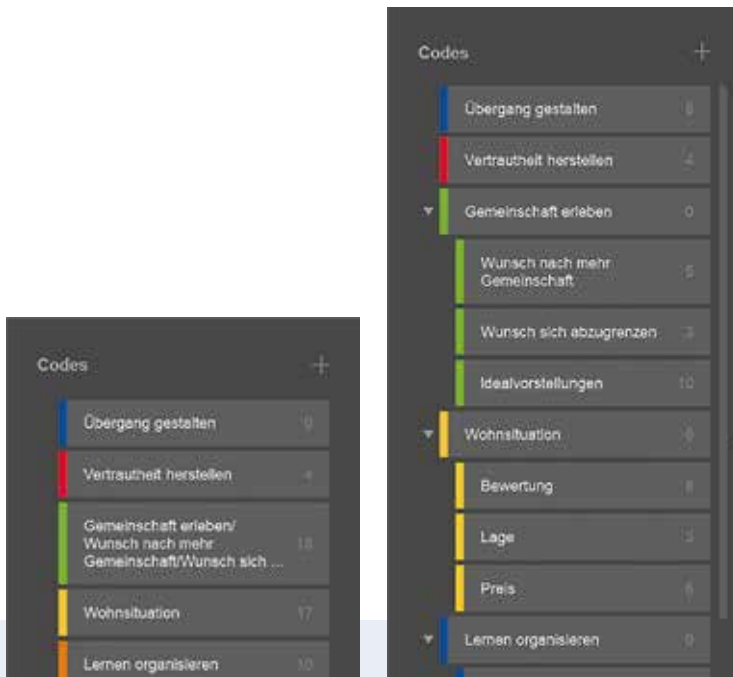 Codes
Übergang gestalten
Vertrautheit herstellen 4
Gemeinschaft erleben/
Wunsch nach mehr
Gemeinschaft/Wunsch sich ... 18
Wohnsituation 17
Lernen organisieren 10
Codes
Übergang gestalten
Vertrautheit herstellen 4
Gemeinschaft erleben 0
Wunsch nach mehr
Gemeinschaft 5
Wunsch sich abzugrenzen 3
Idealvorstellungen 10
Wohnsituation
Bewertung
Lage
Preis
Lernen organisieren 0